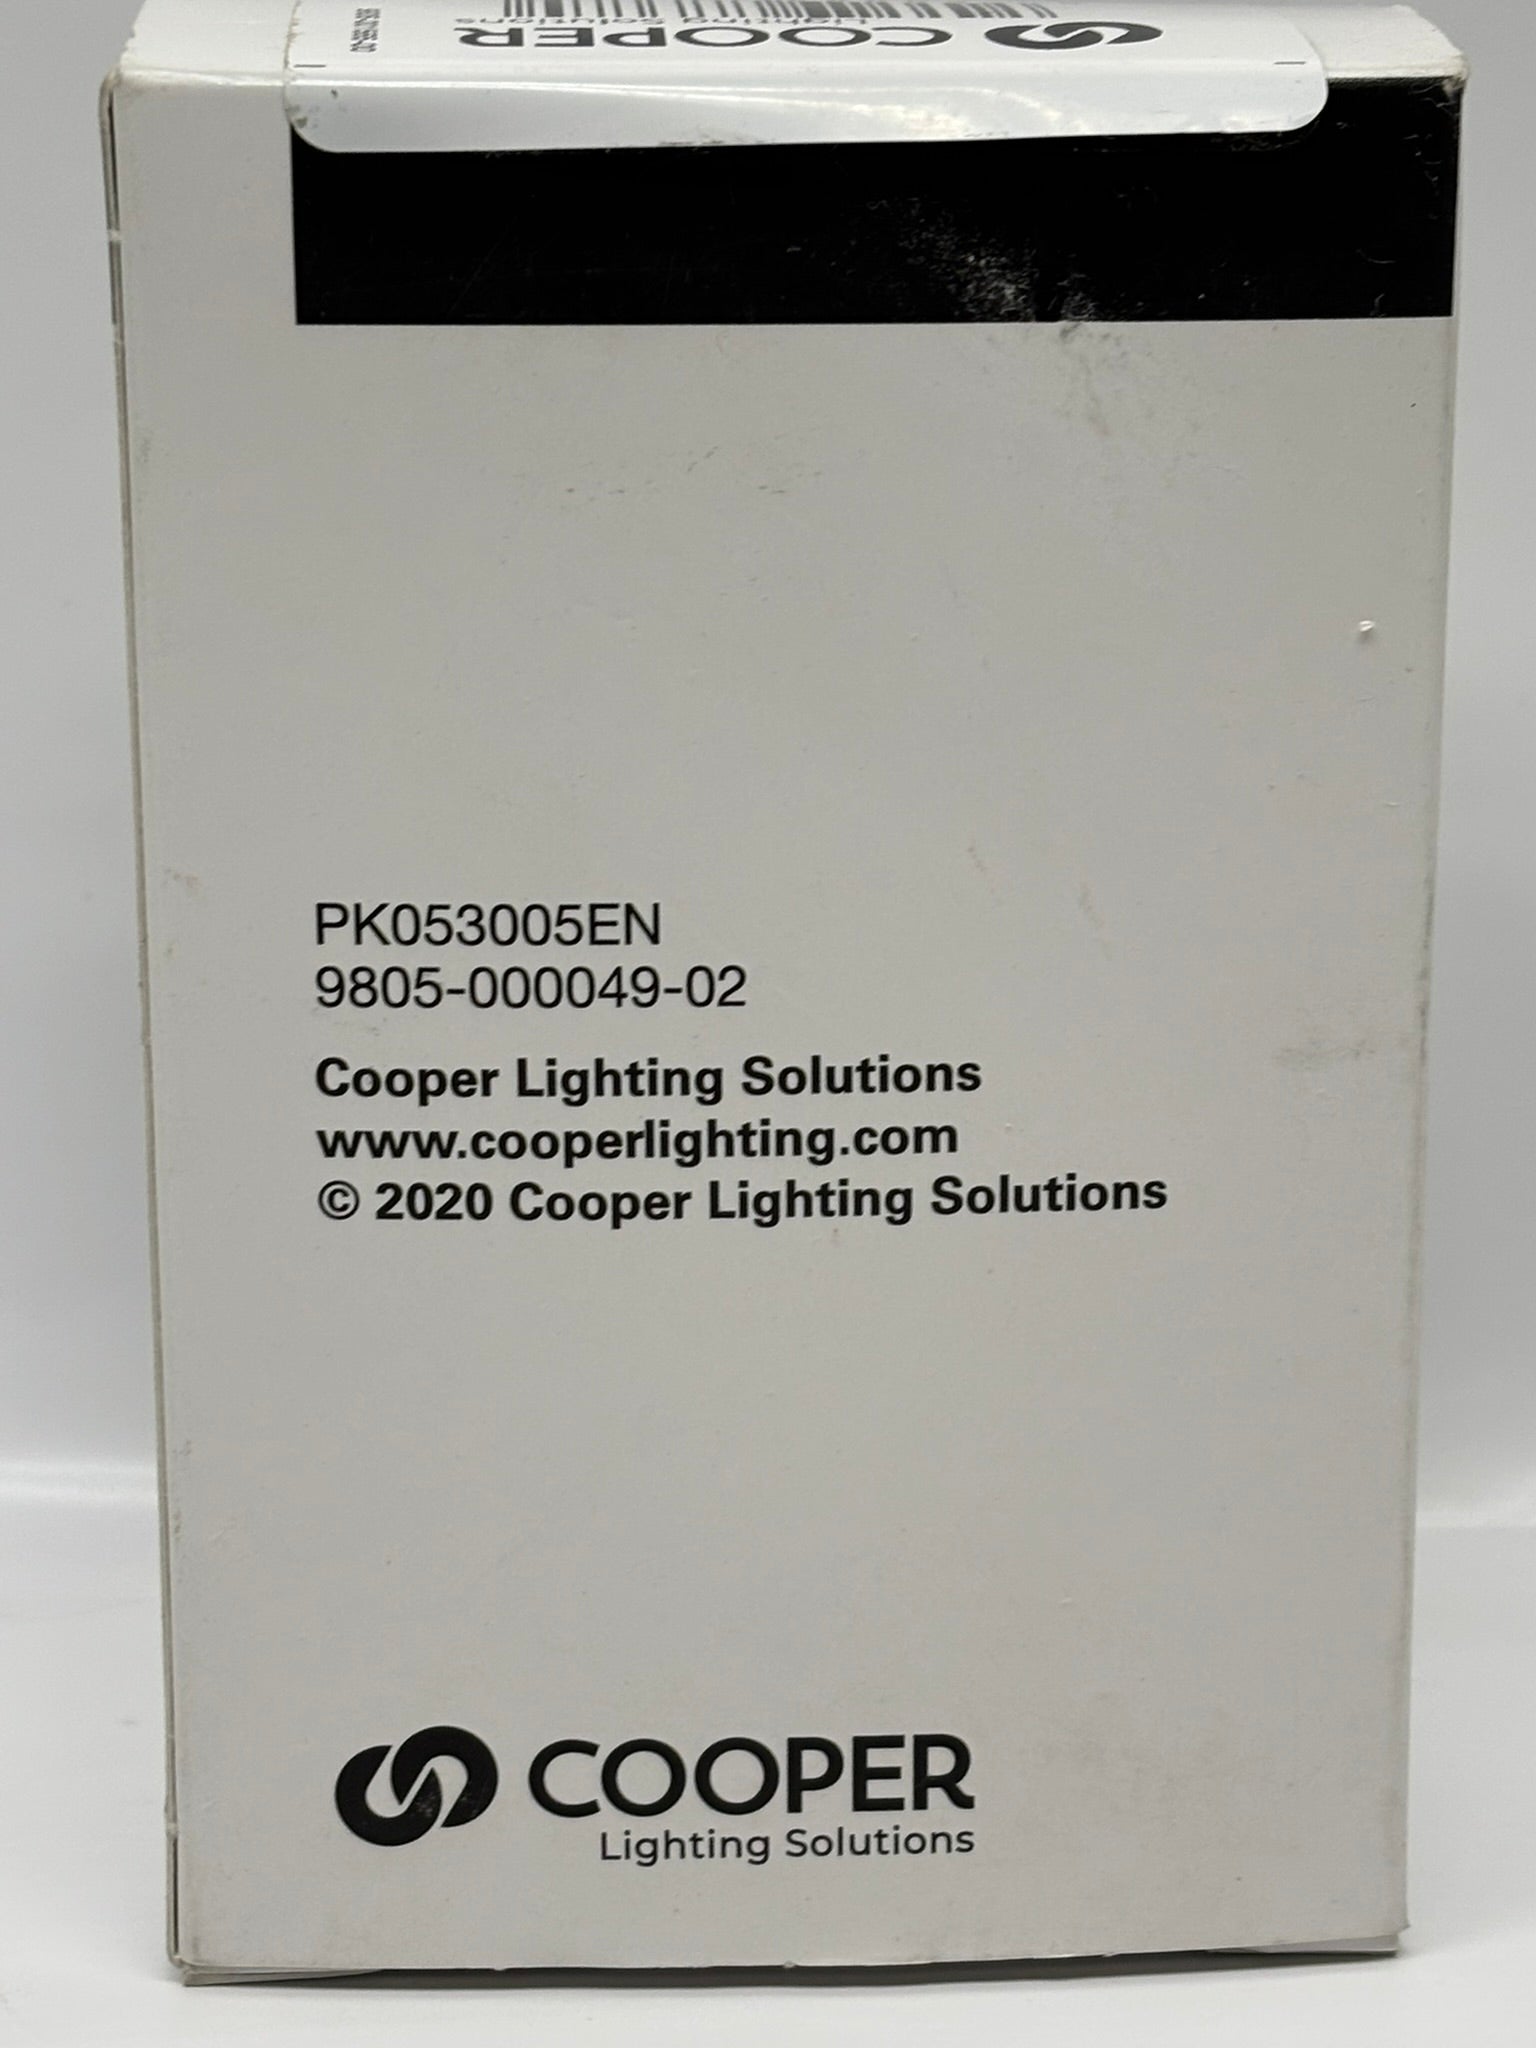 COOPER
Lighting Solutions
PK053005EN
9805-000049-02
Cooper Lighting Solutions
www.cooperlighting.com
© 2020 Cooper Lighting Solutions
COOPER
Lighting Solutions